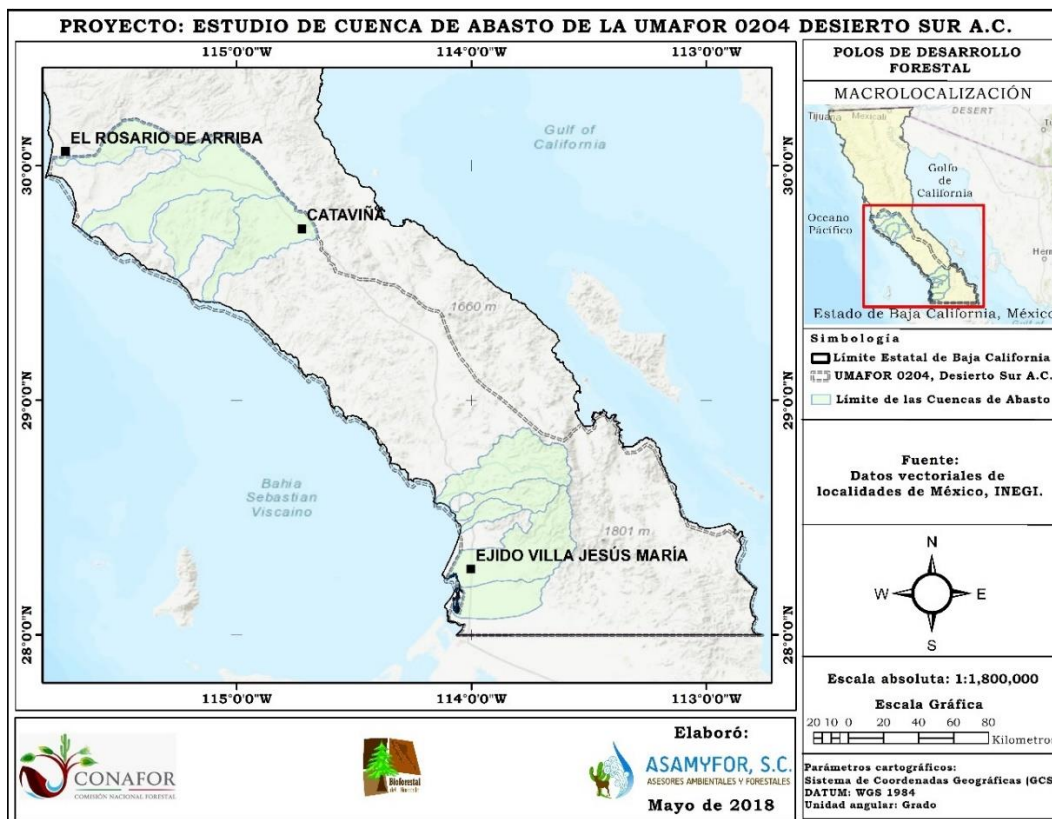 PROYECTO: ESTUDIO DE CUENCA DE ABASTO DE LA UMAFOR 02O4 DESIERTO SUR A.C.
115°0'0"W
114°0'0"W
113°0'0"W
30°0'0"N
29°0'0"N
28°0'0"N
EL ROSARIO DE ARRIBA
CATAVIÑA
Gulf of
California
1660 m
Bahia
Sebastian
Viscaino
1801 m
EJIDO VILLA JESÚS MARÍA
30°0'0"N
29°0'0"N
28°0'0"N
115°0'0"W
114°0'0"W
113°0'0"W
POLOS DE DESARROLLO
FORESTAL
MACROLOCALIZACIÓN
Tijuana
Mexicali
DESERT
Golfo
de
California
Oceano
Pacífico
Her
Estado de Baja California, México
Simbología
Límite Estatal de Baja California
UMAFOR 0204, Desierto Sur A.C.
Límite de las Cuencas de Abasto
Fuente:
Datos vectoriales de
localidades de México, INEGI.
N
W E
S
Escala absoluta: 1:1,800,000
Escala Gráfica
20 10 0 20 40 60 80
Kilometros
Parámetros cartográficos:
Sistema de Coordenadas Geográficas (GCS
DATUM: WGS 1984
Unidad angular: Grado
CONAFOR
COMISIÓN NACIONAL FORESTAL
Bioforestal
Elaboró:
ASAMYFOR, S.C.
ASESORES AMBIENTALES Y FORESTALES
Mayo de 2018